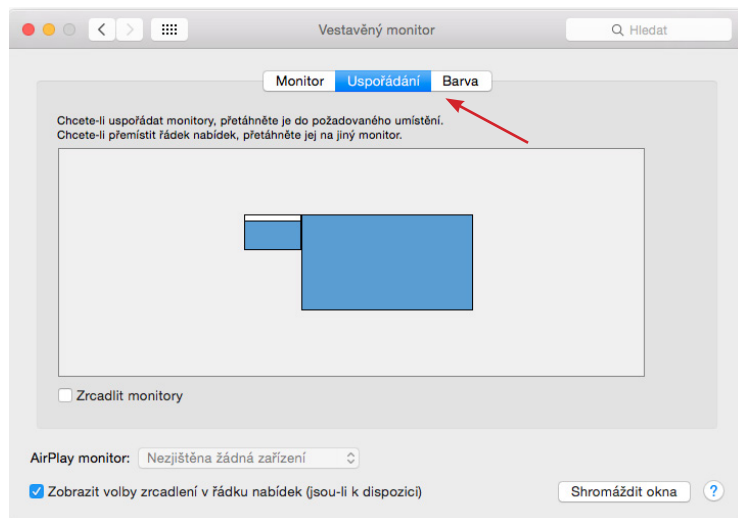 Vestavěný monitor
Hledat
Monitor
Uspořádání
Barva
Chcete-li uspořádat monitory, přetáhněte je do požadovaného umístění.
Chcete-li přemístit řádek nabídek, přetáhněte jej na jiný monitor.
Zrcadlit monitory
AirPlay monitor: Nezjištěna žádná zařízení
Zobrazit volby zrcadlení v řádku nabídek (jsou-li k dispozici)
Shromáždit okna
?